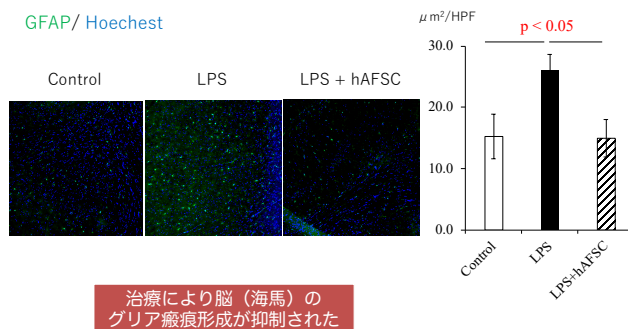 GFAP/ Hoechest
Control
LPS
LPS + hAFSC
μm²/HPF
p < 0.05
30.0
20.0
10.0
0.0
Control
LPS
LPS+hAFSC
治療により脳（海馬）の
グリア瘢痕形成が抑制された